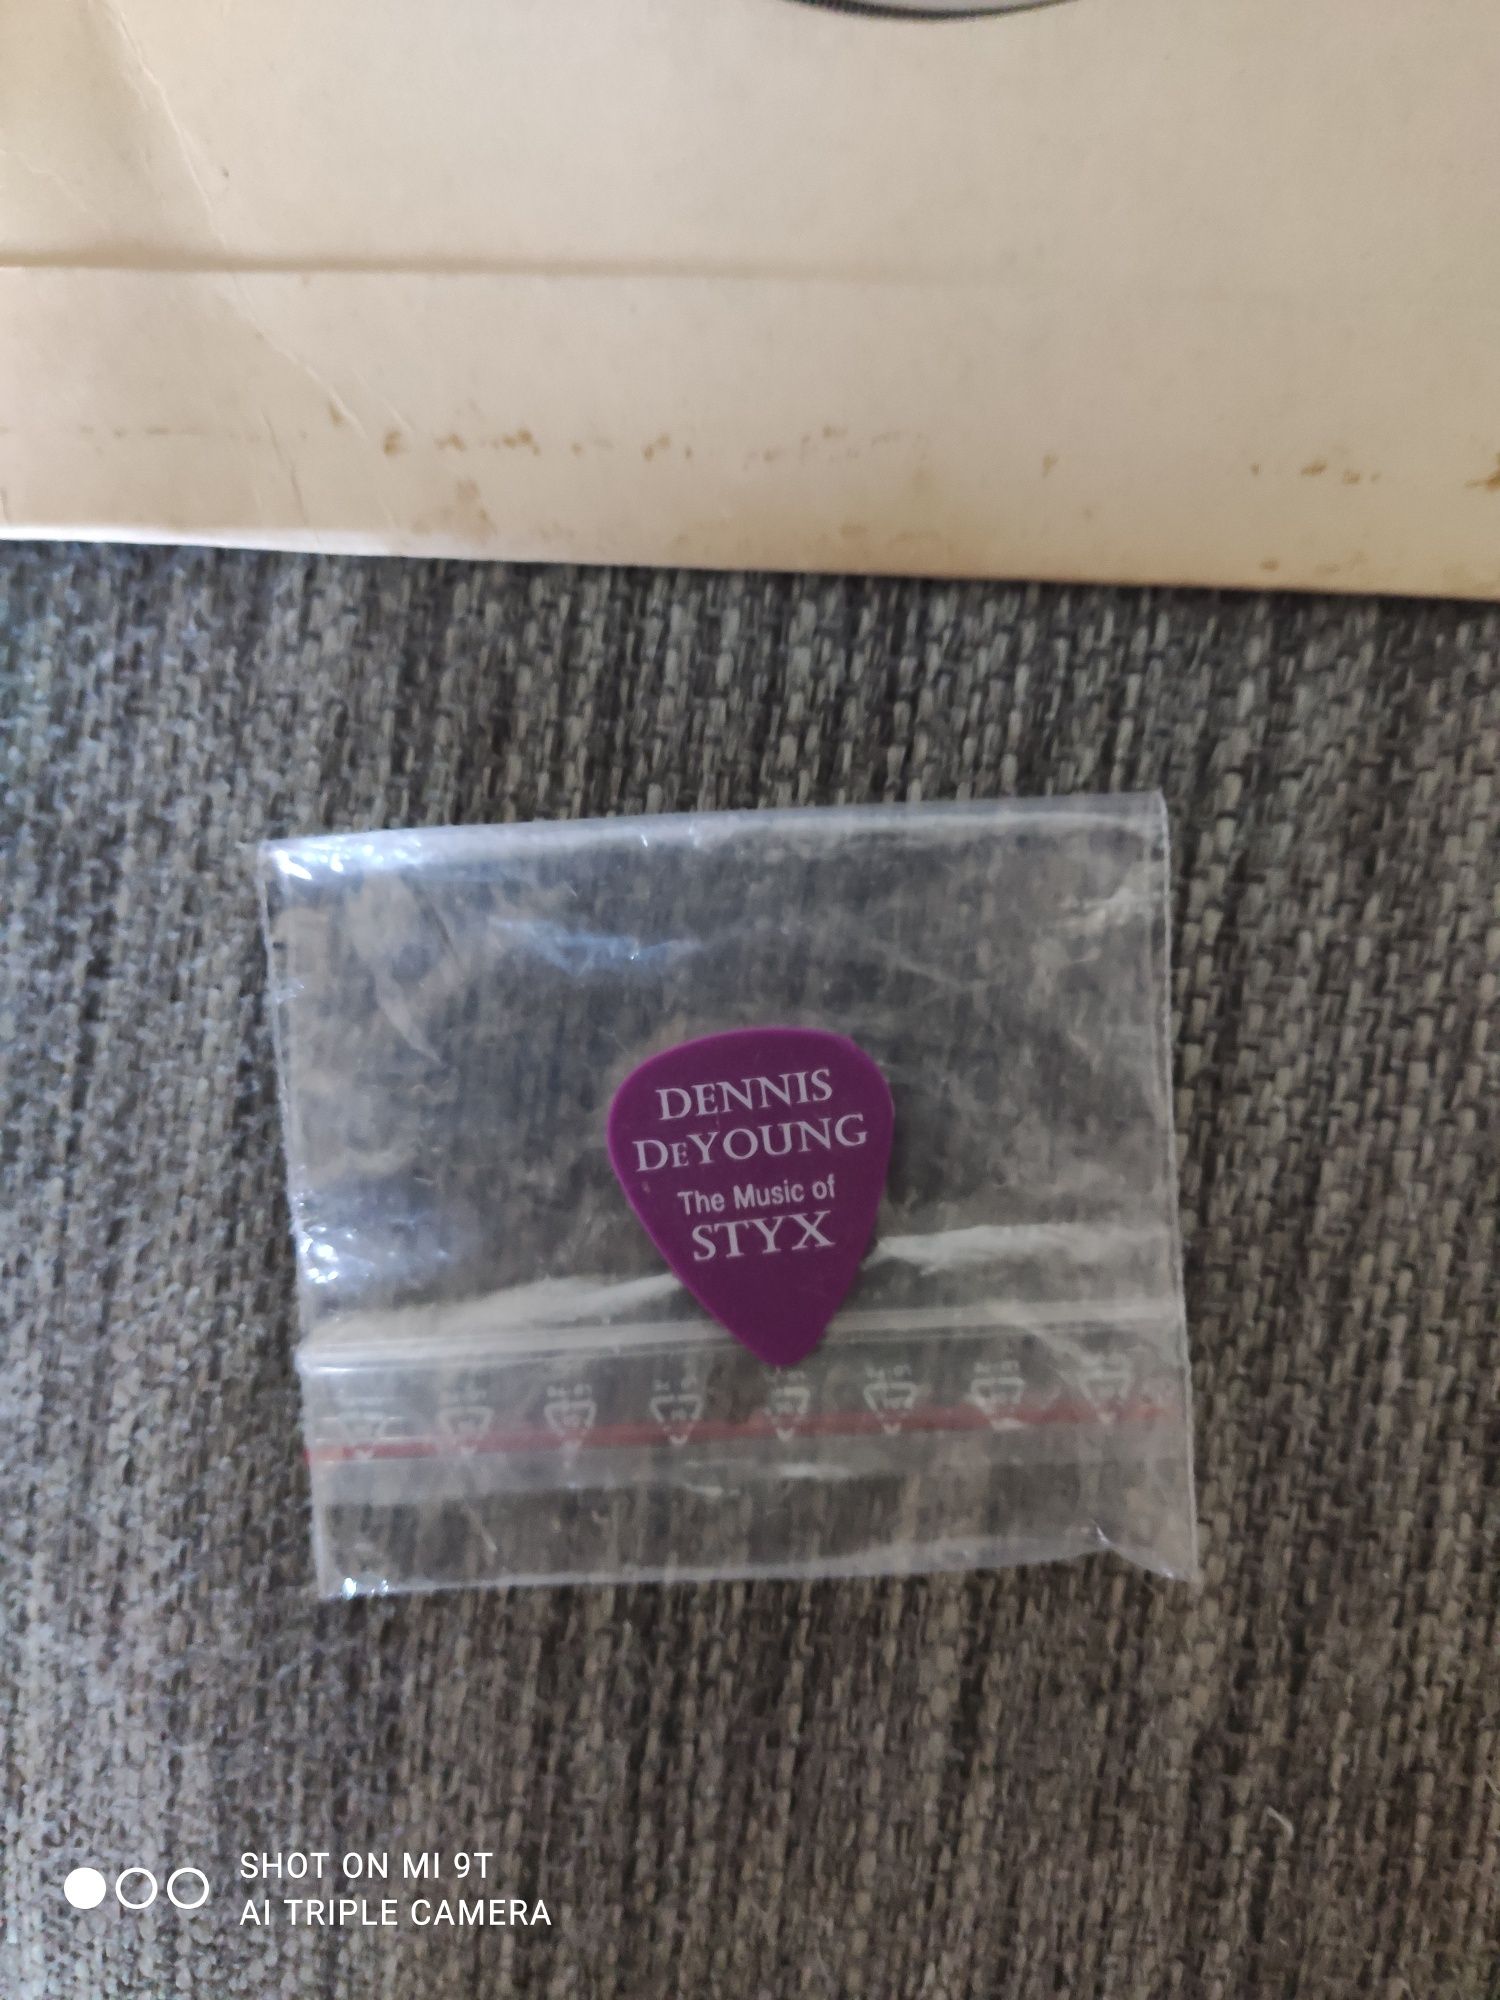 DENNIS
DeYOUNG
The Music of
STYX
SHOT ON MI 9T
AI TRIPLE CAMERA